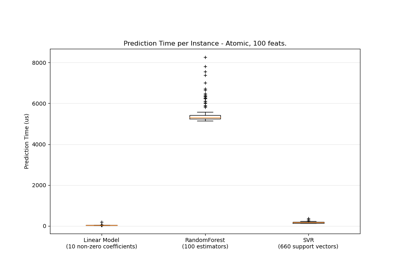 Prediction Time per Instance - Atomic, 100 feats.
8000
6000
4000
2000
0
Prediction Time (us)
Linear Model
(10 non-zero coefficients)
RandomForest
(100 estimators)
SVR
(660 support vectors)